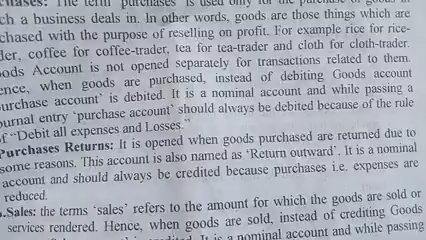 chases: The term 'purchases' is used only for the purchase of goods in
ch a business deals in. In other words, goods are those things which are
chased with the purpose of reselling on profit. For example rice for rice-
der, coffee for coffee-trader, tea for tea-trader and cloth for cloth-trader.
ods Account is not opened separately for transactions related to them.
ence, when goods are purchased, instead of debiting Goods account
urchase account' is debited. It is a nominal account and while passing a
ournal entry 'purchase account' should always be debited because of the rule
f "Debit all expenses and Losses."
Purchases Returns: It is opened when goods purchased are returned due to
some reasons. This account is also named as 'Return outward'. It is a nominal
account and should always be credited because purchases i.e. expenses are
reduced.
.Sales: the terms 'sales' refers to the amount for which the goods are sold or
services rendered. Hence, when goods are sold, instead of crediting Goods
credited. It is a nominal account and while passing